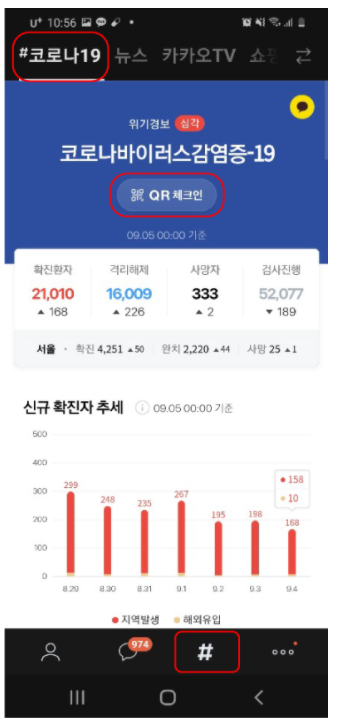 U⁺ 10:56
#코로나19 뉴스 카카오TV 쇼핑
위기경보 심각
코로나바이러스감염증-19
QR 체크인
09.05 00:00 기준
확진환자 격리해제 사망자 검사진행
21,010 16,009 333 52,077
▲ 168 ▲ 226 ▲ 2 ▼ 189
서울 · 확진 4,251 ▲50 완치 2,220 ▲44 사망 25 ▲1
신규 확진자 추세 ⓘ 09.05 00:00 기준
500
400
300
200
100
0
299 248 235 267 195 198 168
●158
●10
8.29 8.30 8.31 9.1 9.2 9.3 9.4
● 지역발생 ● 해외유입
974
#